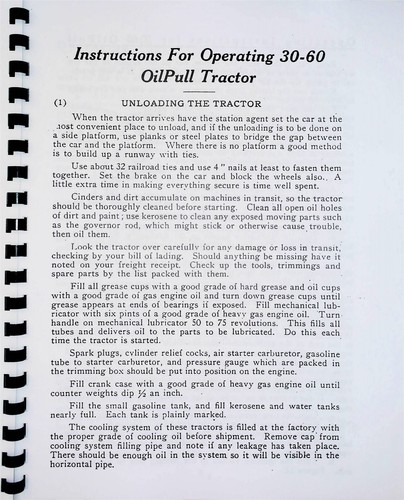 Instructions For Operating 30-60
OilPull Tractor
(1) UNLOADING THE TRACTOR
When the tractor arrives have the station agent set the car at the
most convenient place to unload, and if the unloading is to be done on
a side platform, use planks or steel plates to bridge the gap between
the car and the platform. Where there is no platform a good method
is to build up a runway with ties.
Use about 32 railroad ties and use 4" nails at least to fasten them
together. Set the brake on the car and block the wheels also. A
little extra time in making everything secure is time well spent.
Cinders and dirt accumulate on machines in transit, so the tractor
should be thoroughly cleaned before starting. Clean all open oil holes
of dirt and paint; use kerosene to clean any exposed moving parts such
as the governor rod, which might stick or otherwise cause trouble,
then oil them.
Look the tractor over carefully for any damage or loss in transit,
checking by your bill of lading. Should anything be missing have it
noted on your freight receipt. Check up the tools, trimmings and
spare parts by the list packed with them.
Fill all grease cups with a good grade of hard grease and oil cups
with a good grade of gas engine oil and turn down grease cups until
grease appears at ends of bearings if exposed. Fill mechanical lub-
ricator with six pints of a good grade of heavy gas engine oil. Turn
handle on mechanical lubricator 50 to 75 revolutions. This fills all
tubes and delivers oil to the parts to be lubricated. Do this each
time the tractor is started.
Spark plugs, cylinder relief cocks, air starter carburetor, gasoline
tube to starter carburetor, and pressure gauge which are packed in
the trimming box should be put into position on the engine.
Fill crank case with a good grade of heavy gas engine oil until
counter weights dip ½ an inch.
Fill the small gasoline tank, and fill kerosene and water tanks
nearly full. Each tank is plainly marked.
The cooling system of these tractors is filled at the factory with
the proper grade of cooling oil before shipment. Remove cap from
cooling system filling pipe and note if any leakage has taken place.
There should be enough oil in the system so it will be visible in the
horizontal pipe.